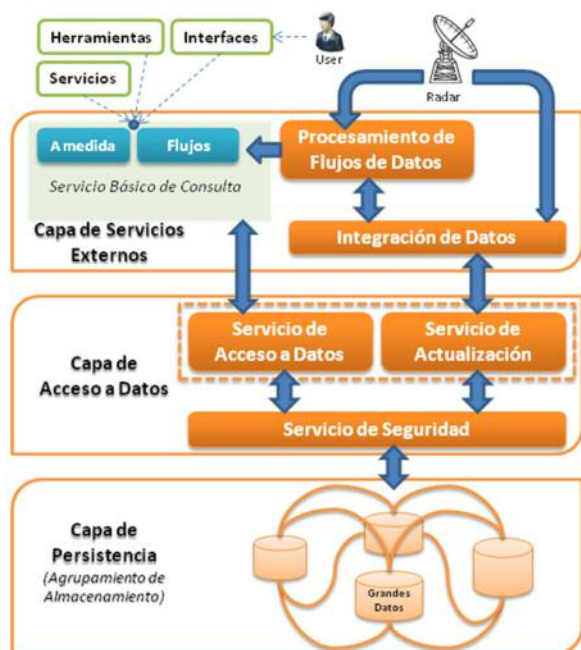 Herramientas
Interfaces
User
Servicios
Radar
A medida
Flujos
Servicio Básico de Consulta
Procesamiento de
Flujos de Datos
Capa de Servicios
Externos
Integración de Datos
Capa de
Acceso a Datos
Servicio de
Acceso a Datos
Servicio de
Actualización
Servicio de Seguridad
Capa de
Persistencia
(Agrupamiento de
Almacenamiento)
Grandes
Datos